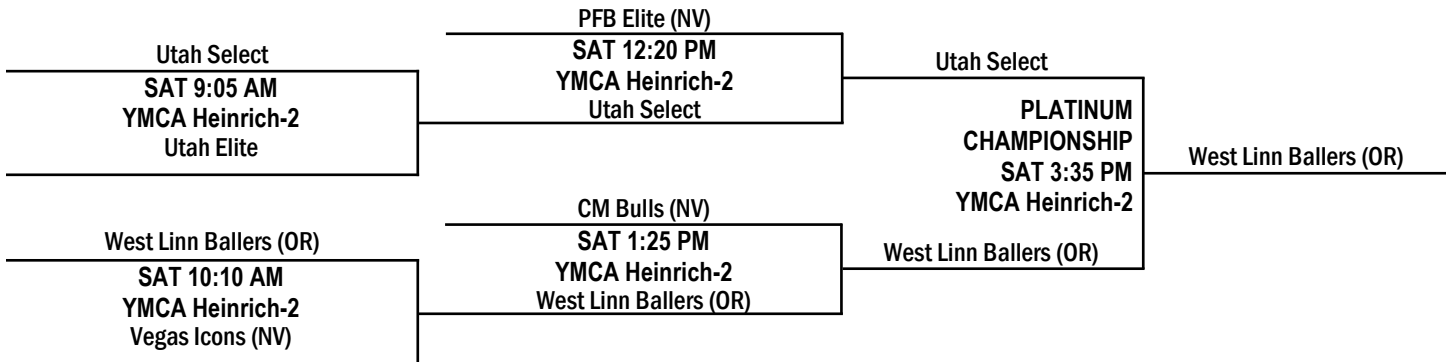 PFB Elite (NV)
Utah Select
SAT 12:20 PM
YMCA Heinrich-2
Utah Select
SAT 9:05 AM
YMCA Heinrich-2
Utah Elite
Utah Select
PLATINUM
CHAMPIONSHIP
SAT 3:35 PM
YMCA Heinrich-2
West Linn Ballers (OR)
CM Bulls (NV)
West Linn Ballers (OR)
SAT 1:25 PM
YMCA Heinrich-2
West Linn Ballers (OR)
West Linn Ballers (OR)
SAT 10:10 AM
YMCA Heinrich-2
Vegas Icons (NV)